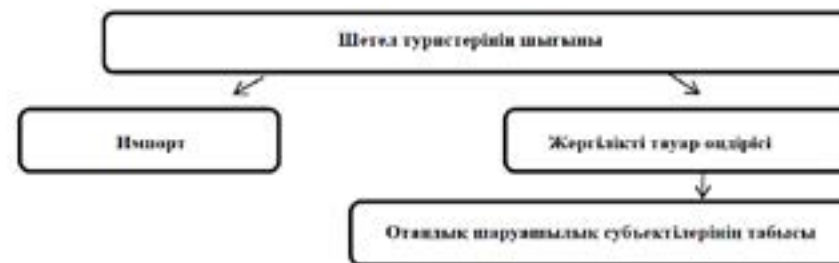 Шетел туристерінің шығыны
Импорт
Жергілікті тауар өндірісі
Отандық шаруашылық субъектілерінің табысы